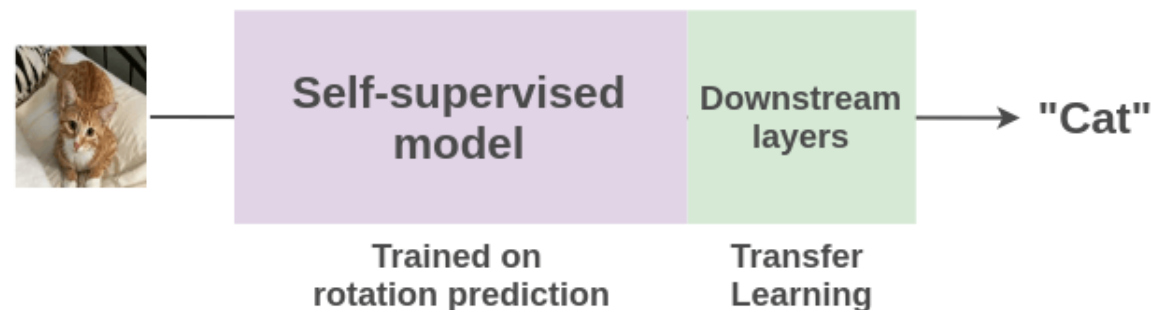 Self-supervised
model
Downstream
layers
"Cat"
Trained on
rotation prediction
Transfer
Learning